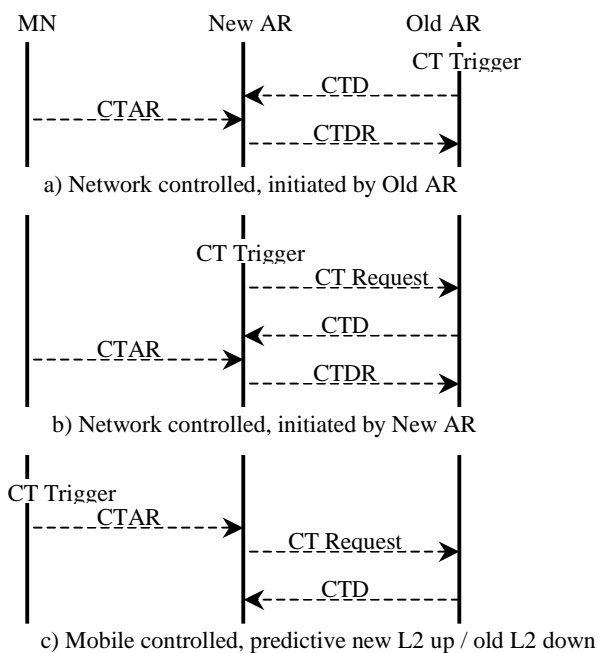 MN New AR Old AR
CT Trigger
CTD
CTAR
CTDR
a) Network controlled, initiated by Old AR
CT Trigger
CT Request
CTD
CTAR
CTDR
b) Network controlled, initiated by New AR
CT Trigger
CTAR
CT Request
CTD
c) Mobile controlled, predictive new L2 up / old L2 down